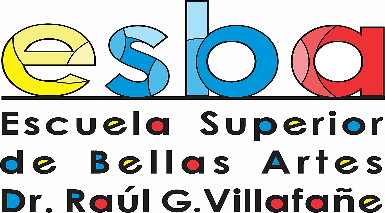 esba
Escuela Superior
de Bellas Artes
Dr. Raúl G. Villafañe